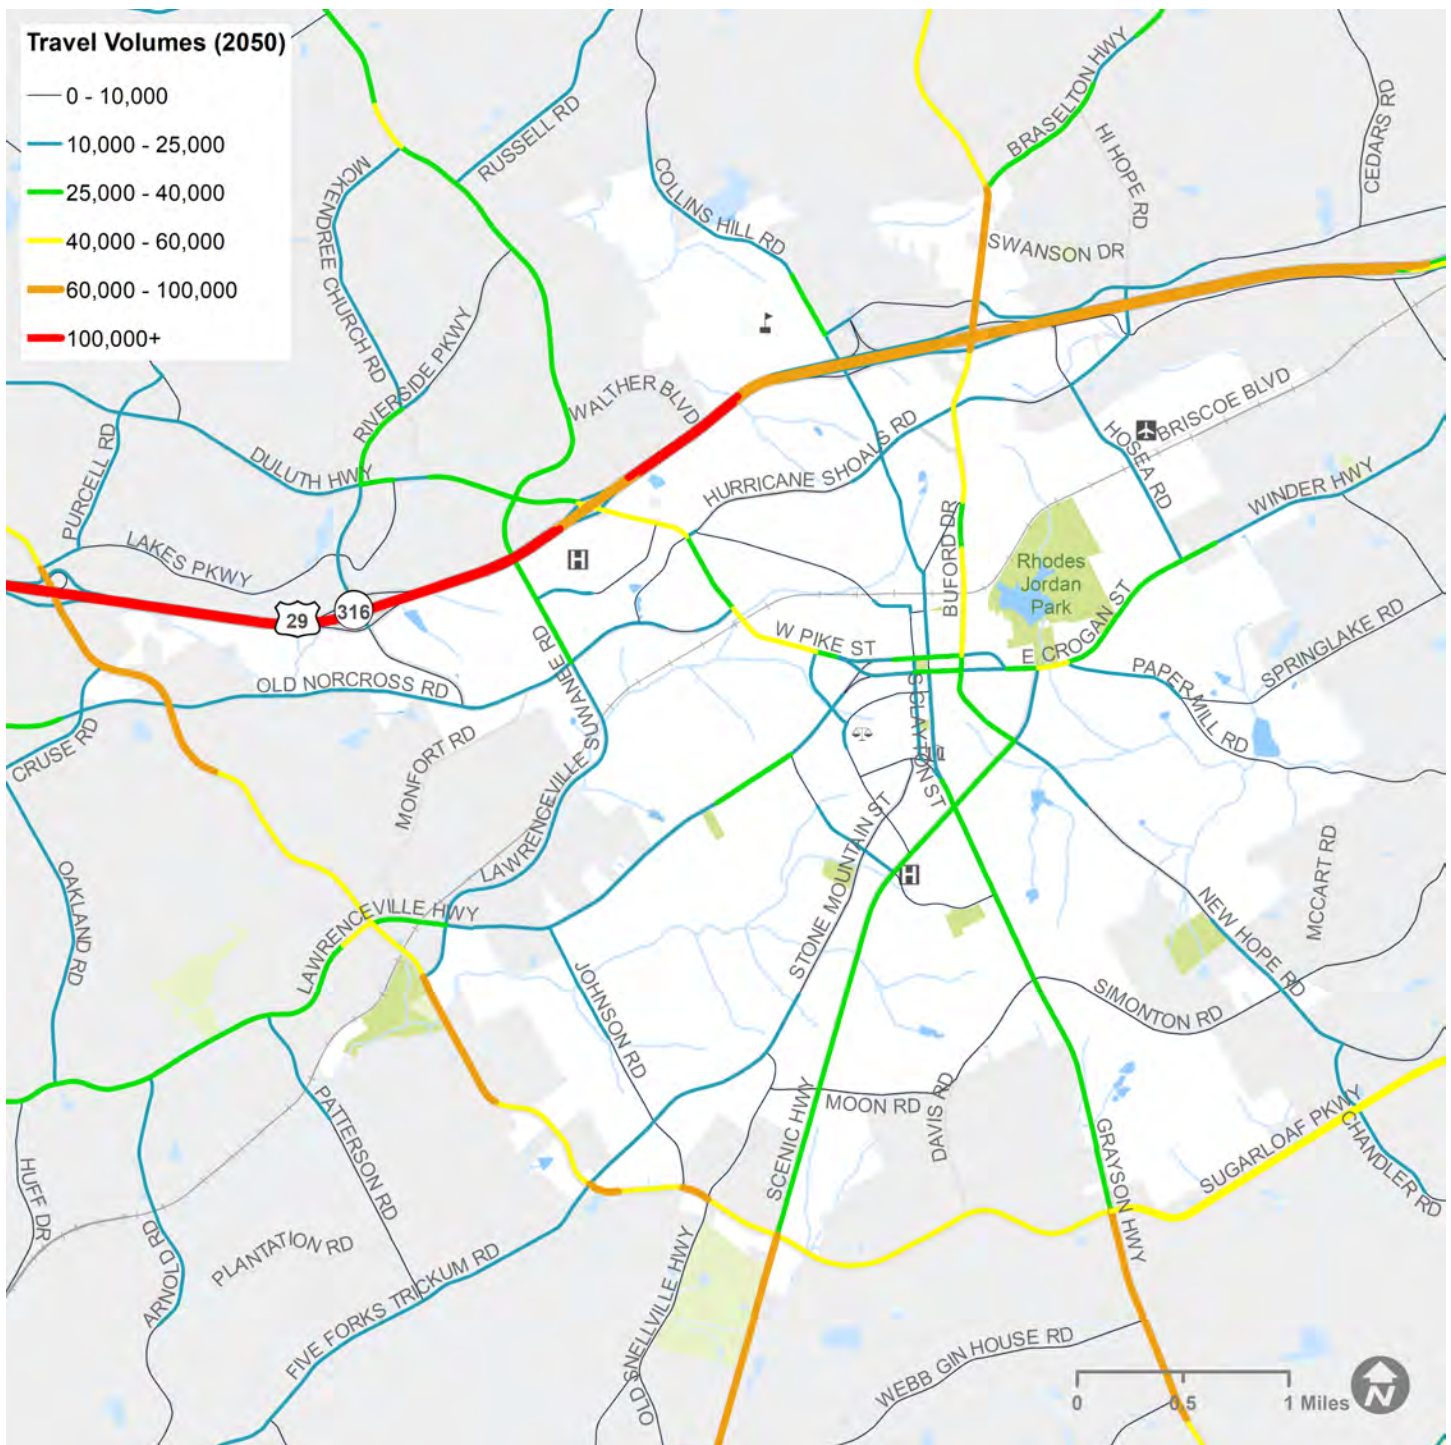 Travel Volumes (2050)
0 - 10,000
10,000 - 25,000
25,000 - 40,000
40,000 - 60,000
60,000 - 100,000
100,000+
BRASELTON HWY
RUSSELL RD
HI HOPE RD
CEDARS RD
MCKENDREE CHURCH RD
COLLINS HILL RD
SWANSON DR
RIVERSIDE PKWY
WALTHER BLVD
BRISCOE BLVD
PURCELL RD
DULUTH HWY
HURRICANE SHOALS RD
HOSEA RD
WINDER HWY
LAKES PKWY
H
BUFORD DR
Rhodes
Jordan
Park
29
316
W PIKE ST
E CROGAN ST
SPRINGLAKE RD
PAPER MILL RD
OLD NORCROSS RD
LAWRENCEVILLE SUWANEE RD
S CLAYTON ST
CRUSE RD
MONFORT RD
OAKLAND RD
STONE MOUNTAIN ST
H
MCCART RD
NEW HOPE RD
LAWRENCEVILLE HWY
JOHNSON RD
SIMONTON RD
PATTERSON RD
SCENIC HWY
MOON RD
DAVIS RD
GRAYSON HWY
SUGARLOAF PKWY
CHANDLER RD
HUFF DR
ARNOLD RD
PLANTATION RD
FIVE FORKS TRICKUM RD
OLD SNELLVILLE HWY
WEBB GIN HOUSE RD
0 0.5 1 Miles
N